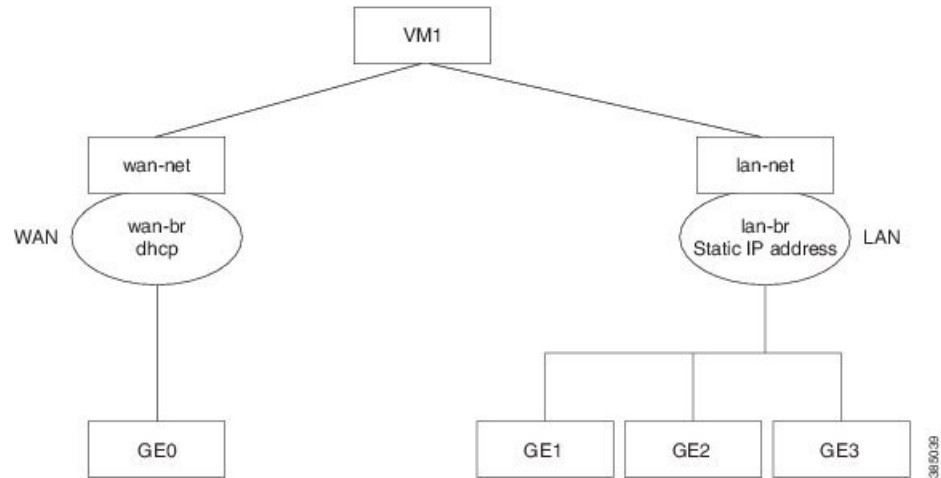 VM1
wan-net
lan-net
WAN
wan-br
dhcp
lan-br
Static IP address
LAN
GE0
GE1
GE2
GE3
385039